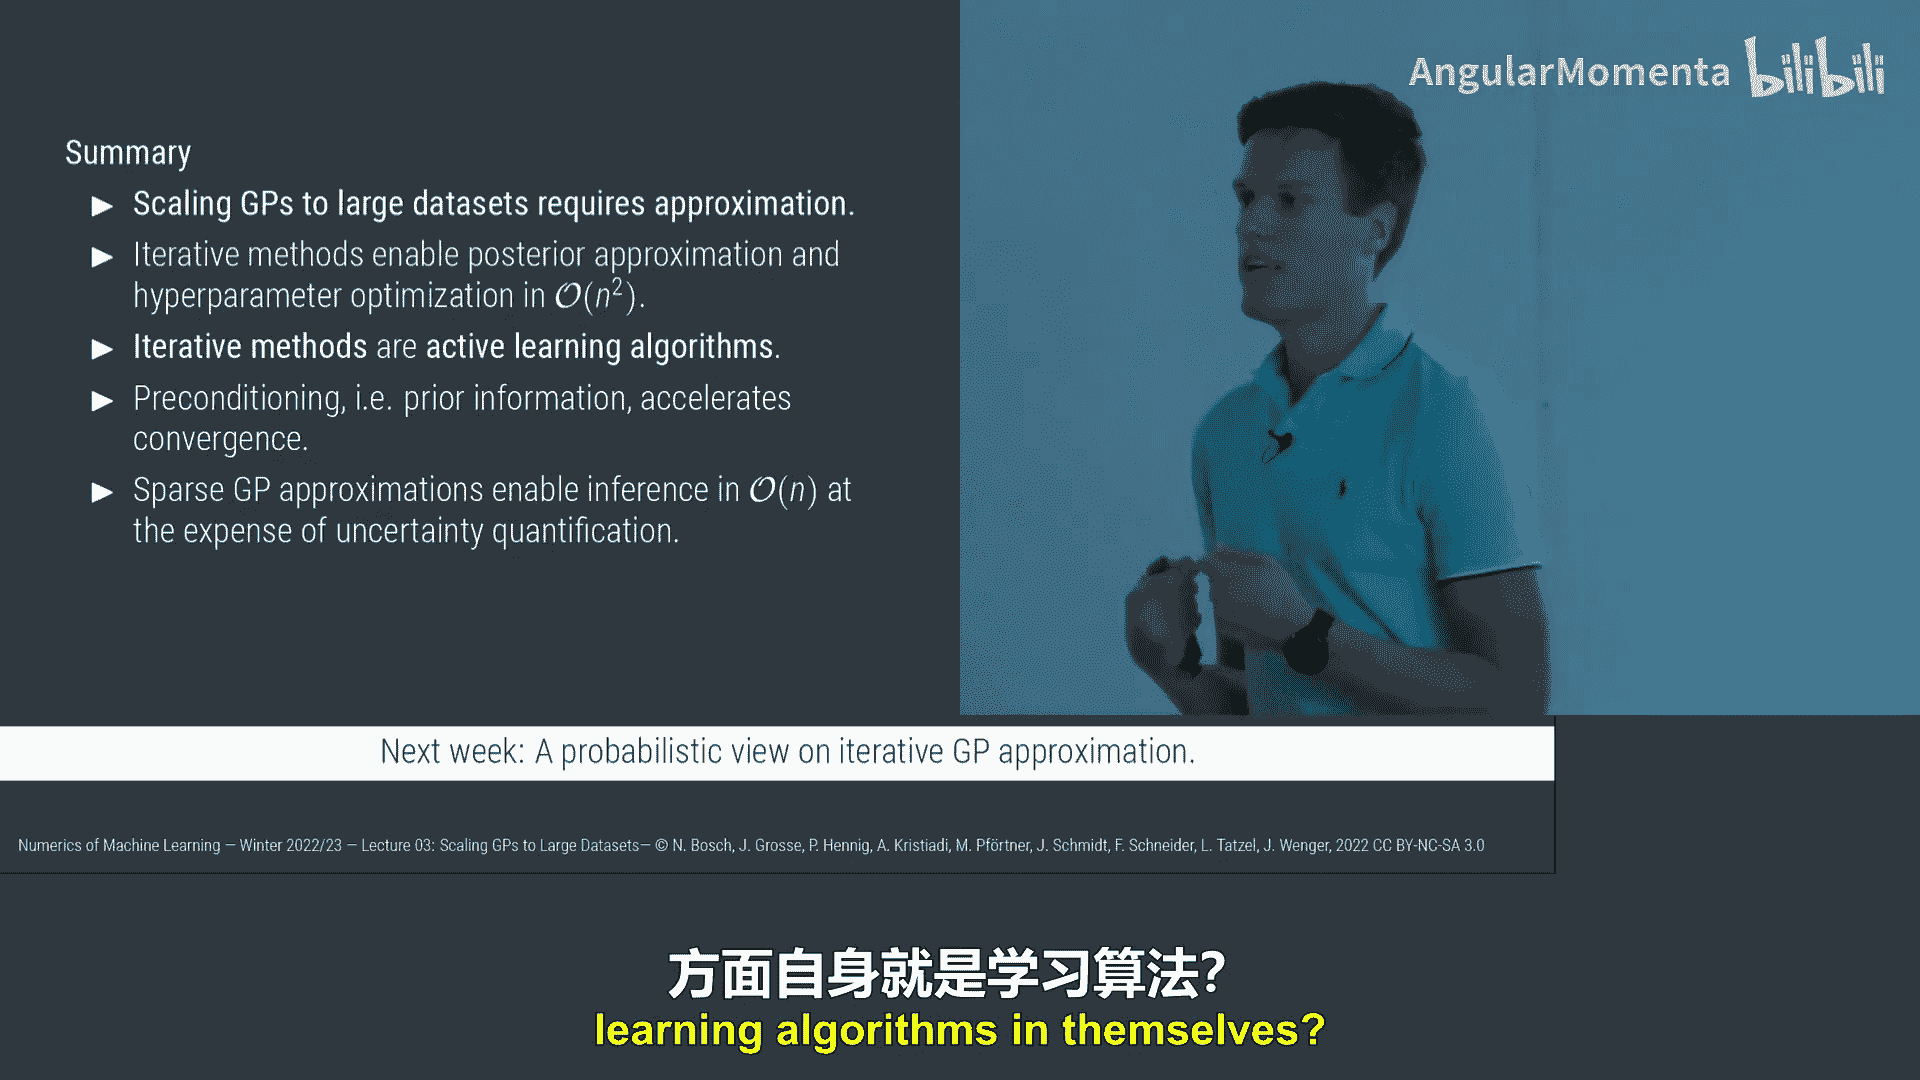 AngularMomenta bilibili
Summary
▶ Scaling GPs to large datasets requires approximation.
▶ Iterative methods enable posterior approximation and
hyperparameter optimization in 𝒪(n²).
▶ Iterative methods are active learning algorithms.
▶ Preconditioning, i.e. prior information, accelerates
convergence.
▶ Sparse GP approximations enable inference in 𝒪(n) at
the expense of uncertainty quantification.
Next week: A probabilistic view on iterative GP approximation.
Numerics of Machine Learning — Winter 2022/23 — Lecture 03: Scaling GPs to Large Datasets— © N. Bosch, J. Grosse, P. Hennig, A. Kristiadi, M. Pförtner, J. Schmidt, F. Schneider, L. Tatzel, J. Wenger, 2022 CC BY-NC-SA 3.0
方面自身就是学习算法？
learning algorithms in themselves?